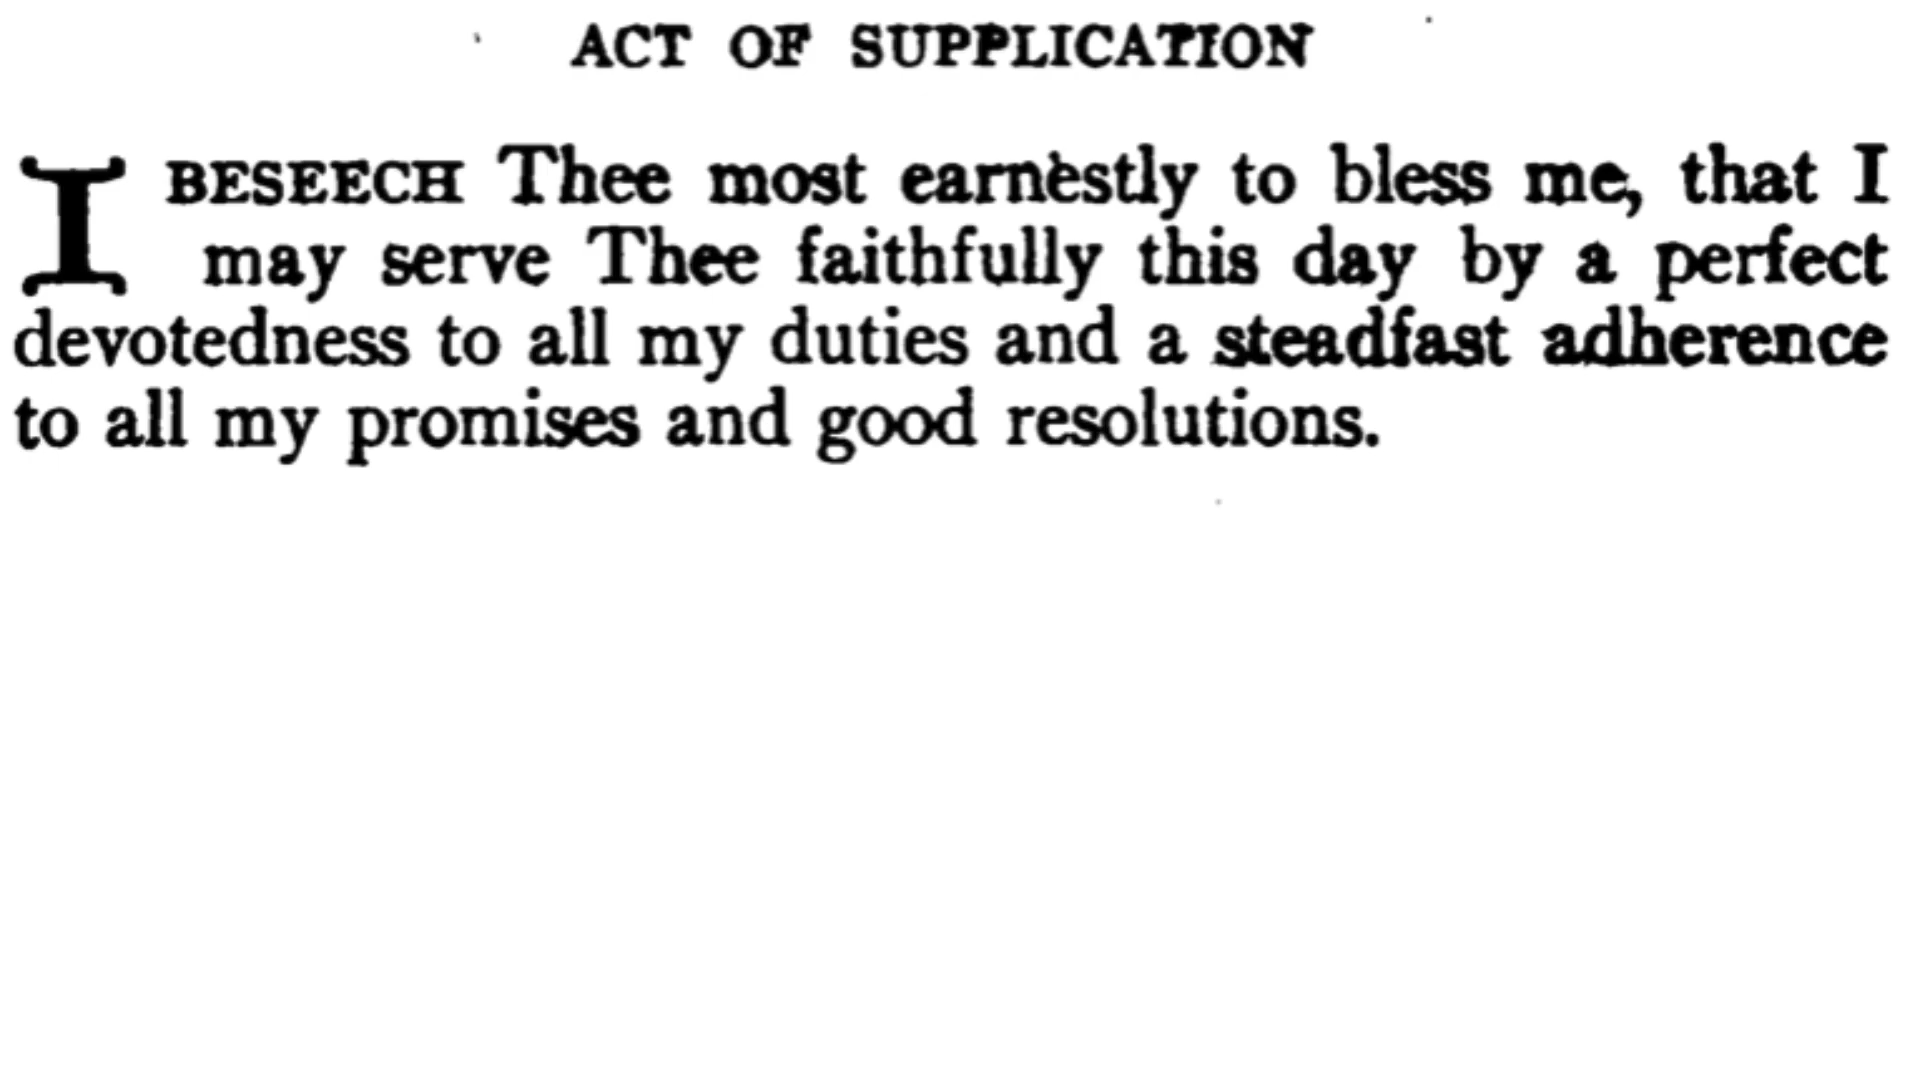 ACT OF SUPPLICATION
I BESEECH Thee most earnestly to bless me, that I
may serve Thee faithfully this day by a perfect
devotedness to all my duties and a steadfast adherence
to all my promises and good resolutions.